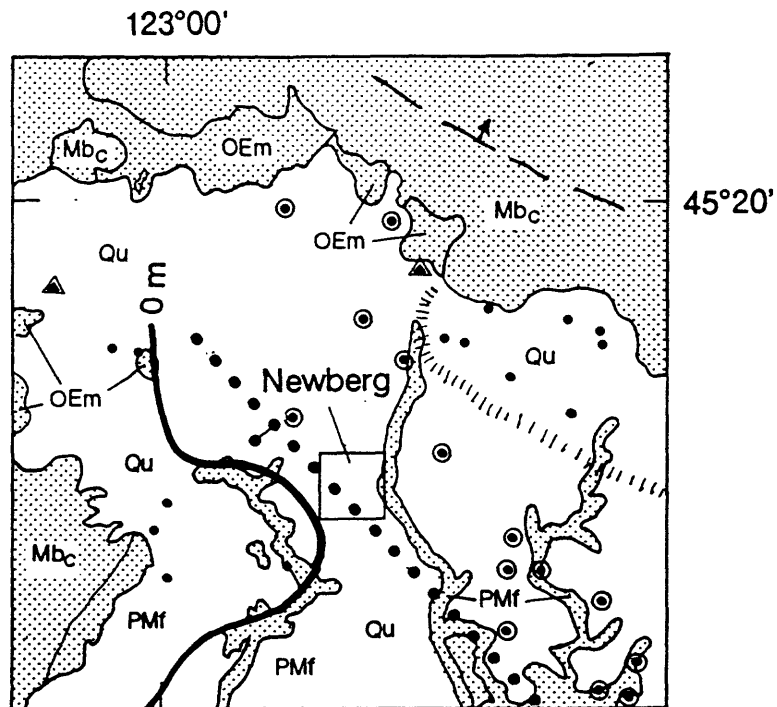 123°00'
Mbc
OEm
Mbc
45°20'
OEm
Qu
0 m
Qu
OEm
Newberg
Qu
Mbc
PMf
PMf
Qu
PMf